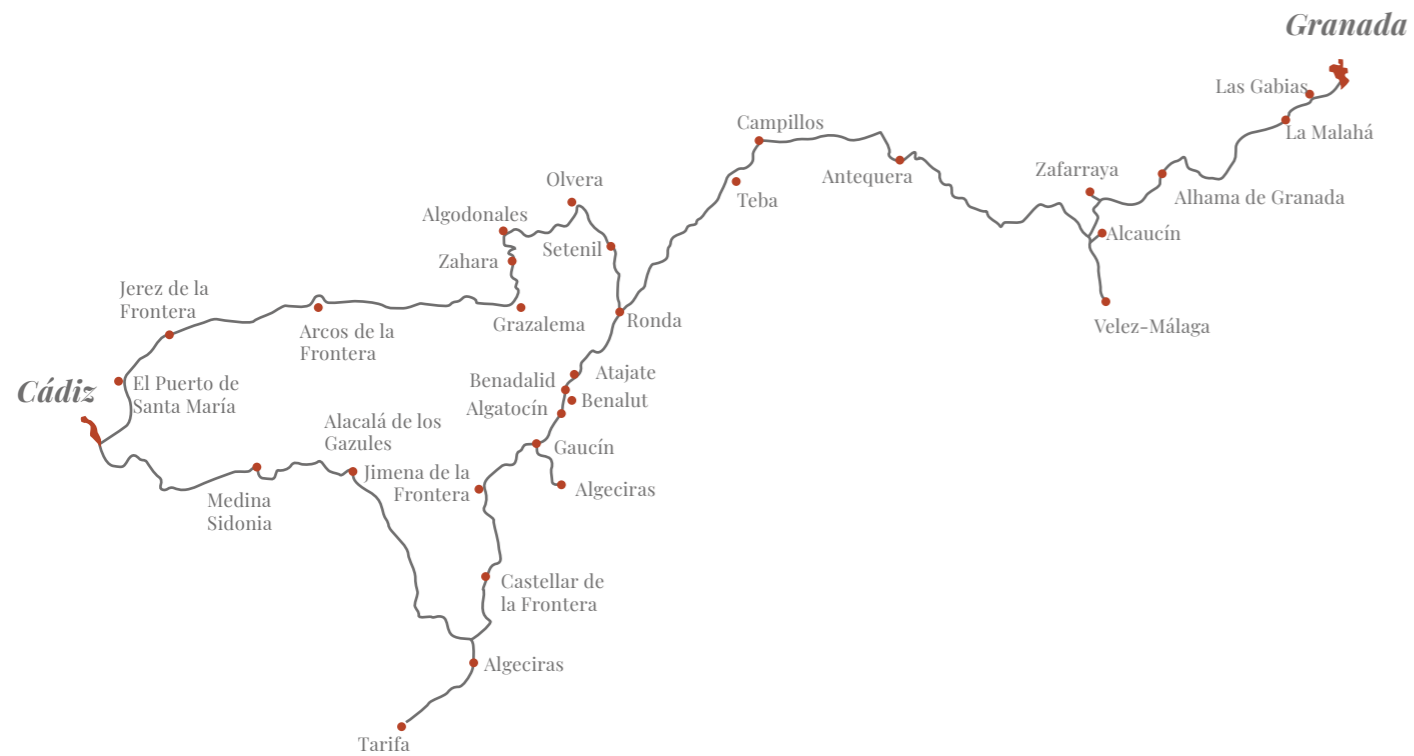 Granada
Las Gabias
La Malahá
Campillos
Zafarraya
Antequera
Olvera
Teba
Alhama de Granada
Algodonales
Alcaucín
Setenil
Zahara
Jerez de la
Frontera
Grazalema
Ronda
Velez-Málaga
Arcos de la
Frontera
Cádiz
El Puerto de
Santa María
Atajate
Benadalid
Benalut
Algatocín
Alacalá de los
Gazules
Gaucín
Jimena de la
Frontera
Algeciras
Medina
Sidonia
Castellar de
la Frontera
Algeciras
Tarifa